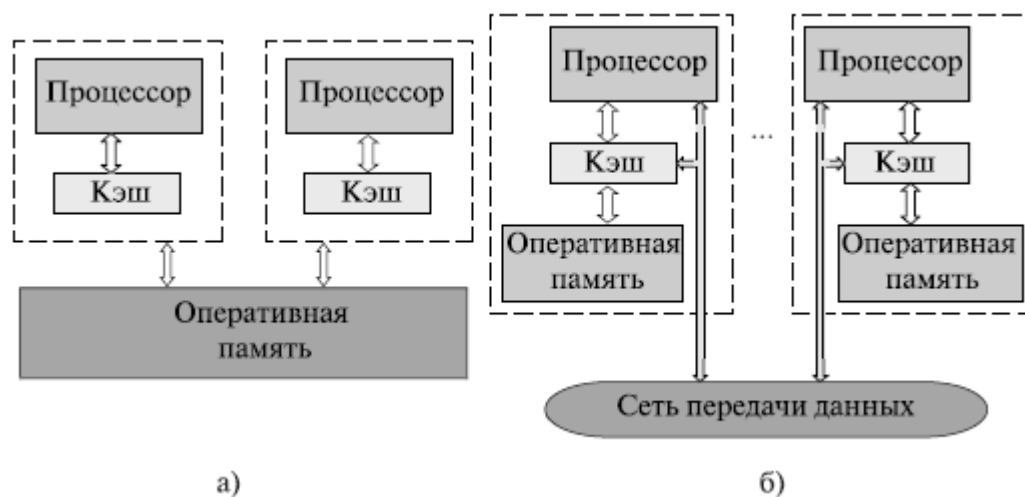 Процессор
Кэш
Процессор
Кэш
Оперативная
память
а)
Процессор
Кэш
Оперативная
память
...
Процессор
Кэш
Оперативная
память
Сеть передачи данных
б)